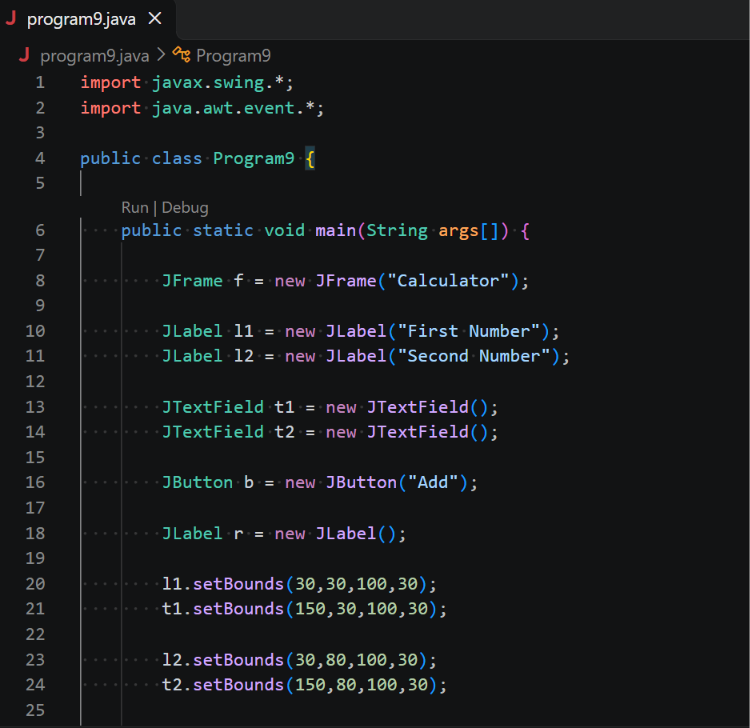 J program9.java ×
J program9.java > Program9
1 import javax.swing.*;
2 import java.awt.event.*;
3
4 public class Program9 {
5
Run | Debug
6 public static void main(String args[]) {
7
8 JFrame f = new JFrame("Calculator");
9
10 JLabel l1 = new JLabel("First Number");
11 JLabel l2 = new JLabel("Second Number");
12
13 JTextField t1 = new JTextField();
14 JTextField t2 = new JTextField();
15
16 JButton b = new JButton("Add");
17
18 JLabel r = new JLabel();
19
20 l1.setBounds(30,30,100,30);
21 t1.setBounds(150,30,100,30);
22
23 l2.setBounds(30,80,100,30);
24 t2.setBounds(150,80,100,30);
25